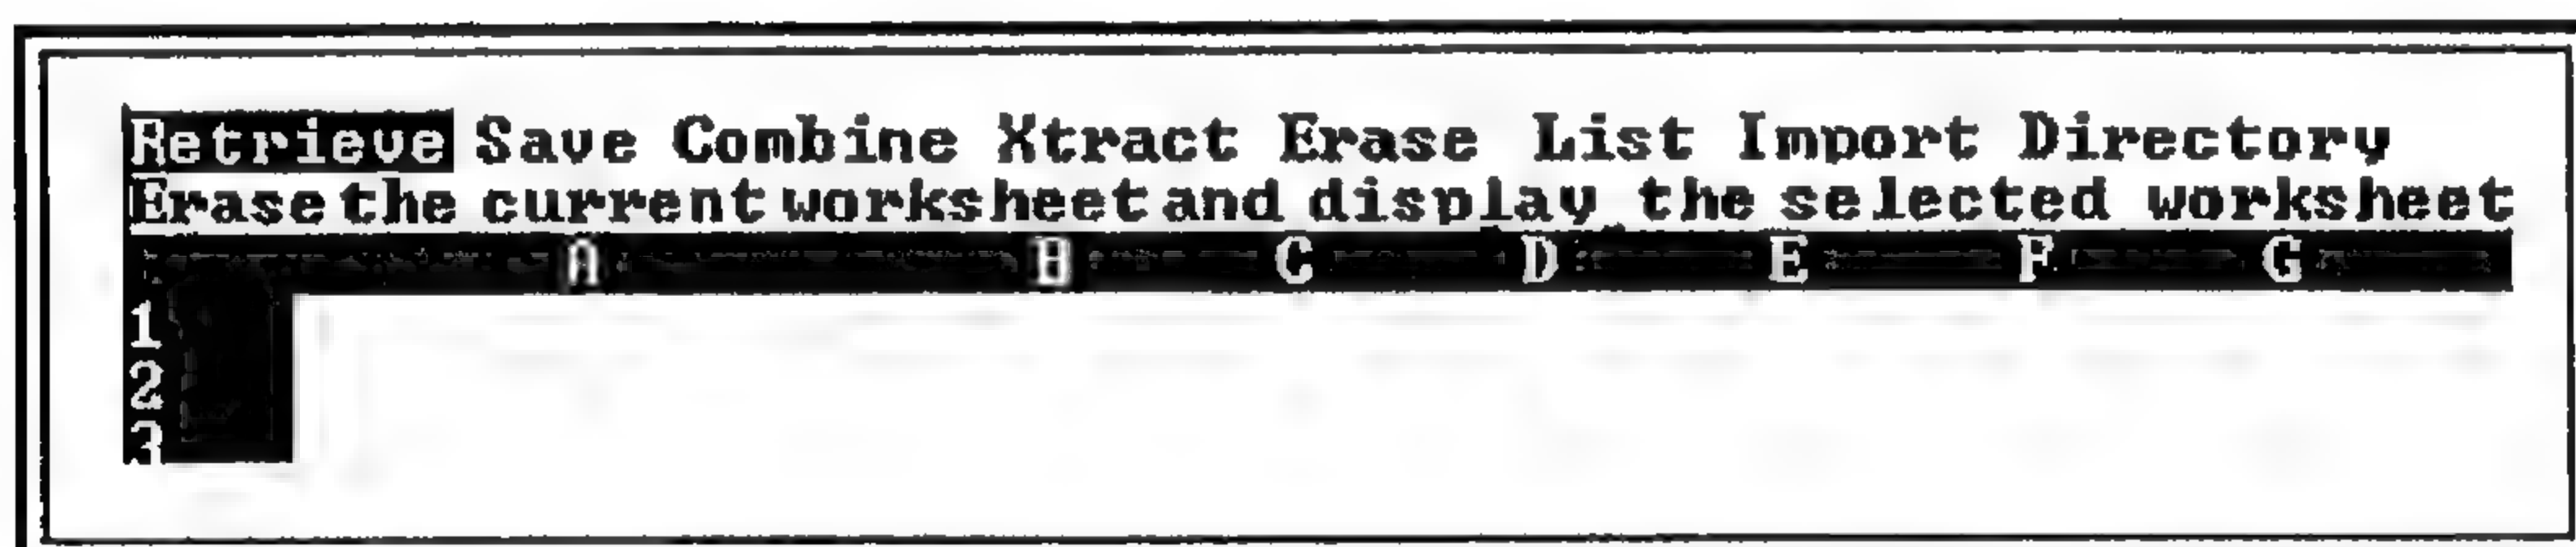 Retrieve Save Combine Xtract Erase List Import Directory
Erase the current worksheet and display the selected worksheet
A B C D E F G
1
2
3